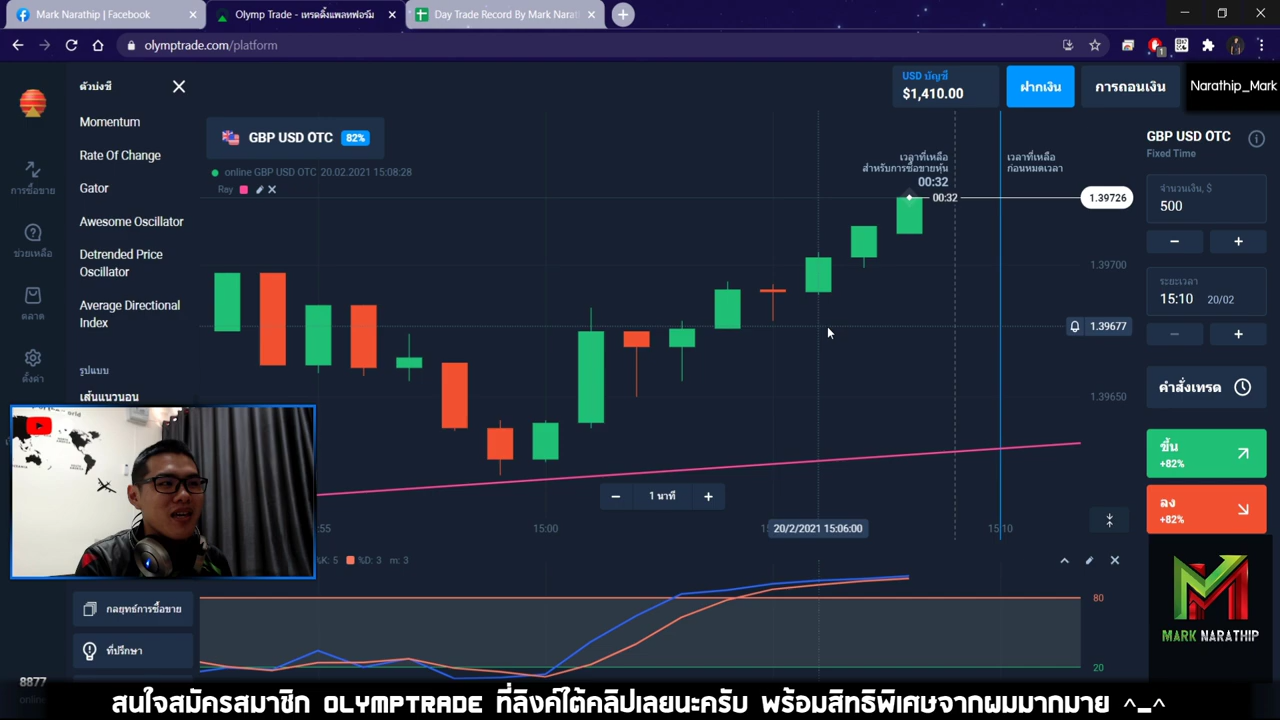 Mark Narathip | Facebook
Olymp Trade - เทรดดิ้งแพลทฟอร์ม
Day Trade Record By Mark Narat
olymptrade.com/platform
ตัวบ่งชี้
USD บัญชี
$1,410.00
ฝากเงิน
การถอนเงิน
Narathip_Mark
Momentum
Rate Of Change
Gator
Awesome Oscillator
Detrended Price
Oscillator
Average Directional
Index
รูปแบบ
เส้นแนวนอน
การซื้อขาย
ช่วยเหลือ
ตลาด
ตั้งค่า
GBP USD OTC
82%
online GBP USD OTC 20.02.2021 15:08:28
Ray
เวลาที่เหลือ
สำหรับการซื้อขายหุ้น
00:32
00:32
เวลาที่เหลือ
ก่อนหมดเวลา
1.39726
1.39700
1.39677
1.39650
GBP USD OTC
Fixed Time
จำนวนเงิน, $
500
ระยะเวลา
15:10 20/02
คำสั่งเทรด
ขึ้น
+82%
ลง
+82%
1 นาที
:55
15:00
20/2/2021 15:06:00
15:10
%K: 5 %D: 3 m: 3
80
20
กลยุทธ์การซื้อขาย
ที่ปรึกษา
8877
online
MARK NARATHIP
สนใจสมัครสมาชิก OLYMPTRADE ที่ลิงค์ใต้คลิปเลยนะครับ พร้อมสิทธิพิเศษจากผมมากมาย ^_^